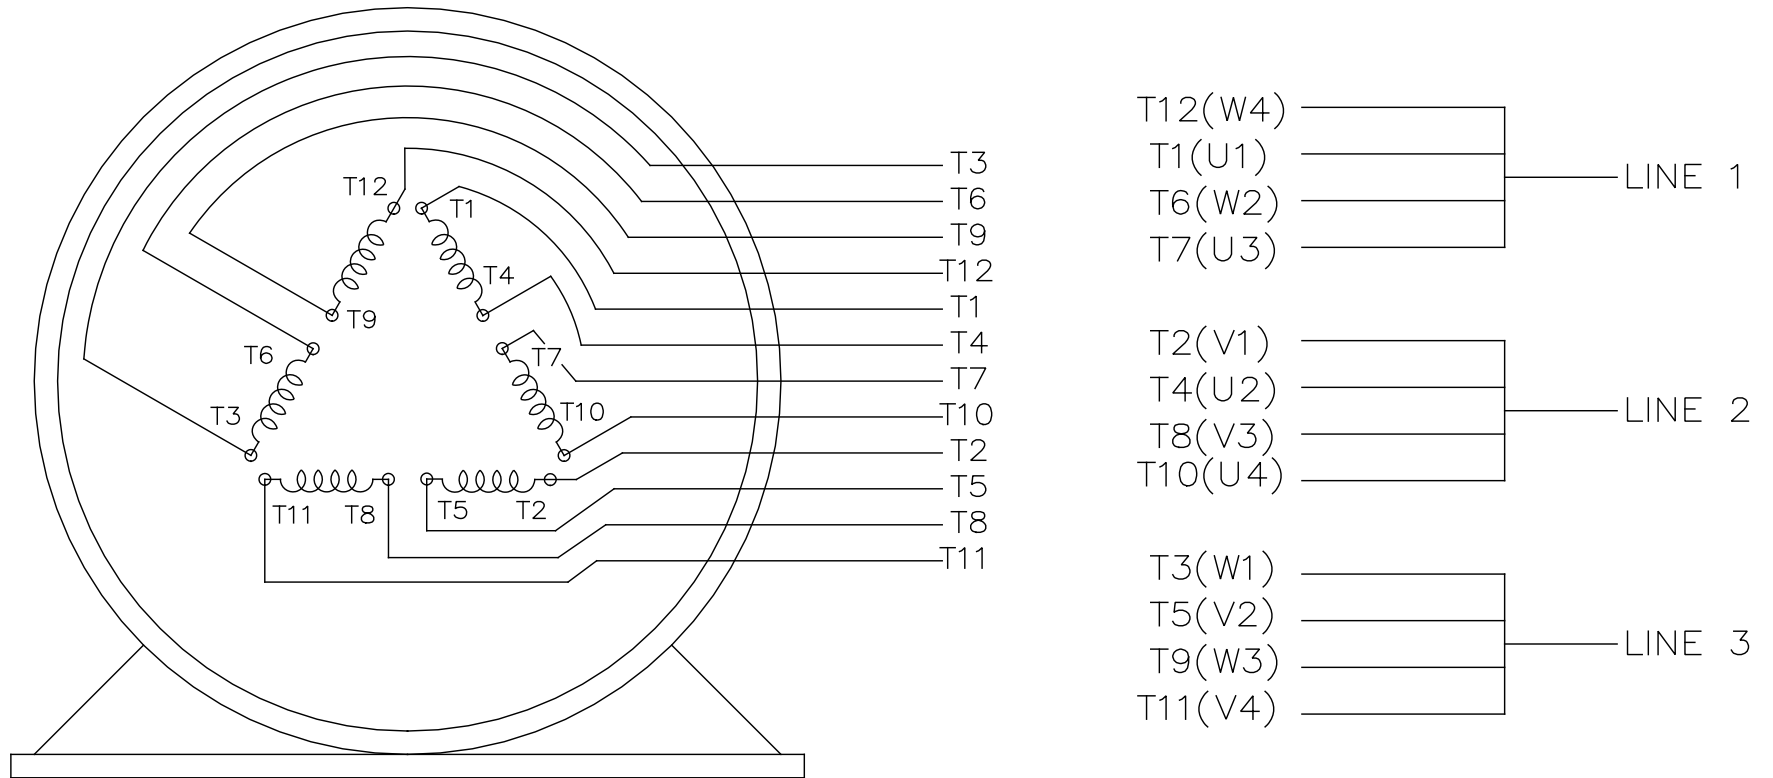 T3
T6
T9
T12
T1
T4
T7
T10
T2
T5
T8
T11
T12
T1
T4
T9
T6
T7
T3
T10
T11
T8
T5
T2
T12(W4)
T1(U1)
T6(W2)
T7(U3)
LINE 1
T2(V1)
T4(U2)
T8(V3)
T10(U4)
LINE 2
T3(W1)
T5(V2)
T9(W3)
T11(V4)
LINE 3